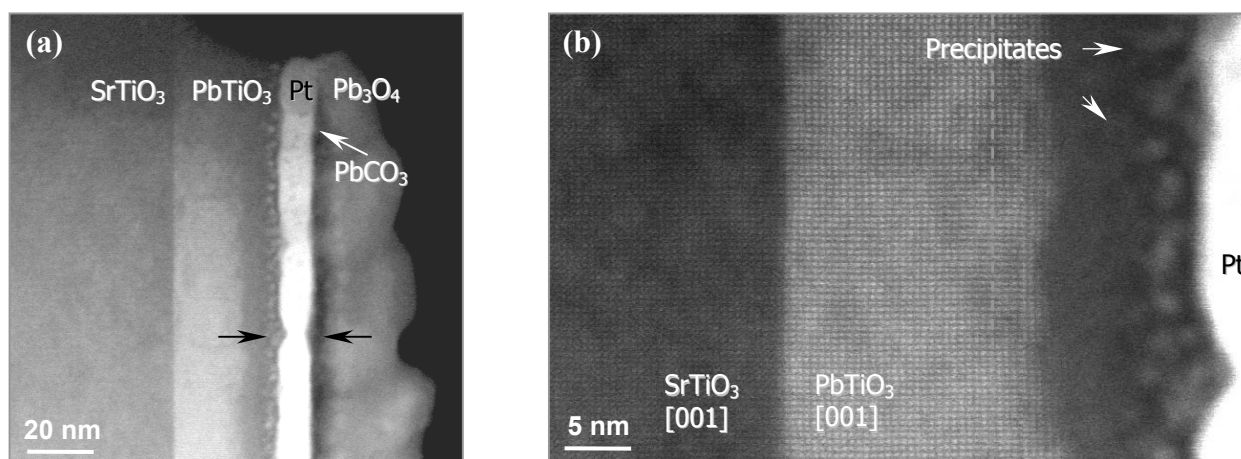 (a)
SrTiO₃ PbTiO₃ Pt Pb₃O₄
PbCO₃
20 nm
(b)
Precipitates
Pt
SrTiO₃ PbTiO₃
[001] [001]
5 nm